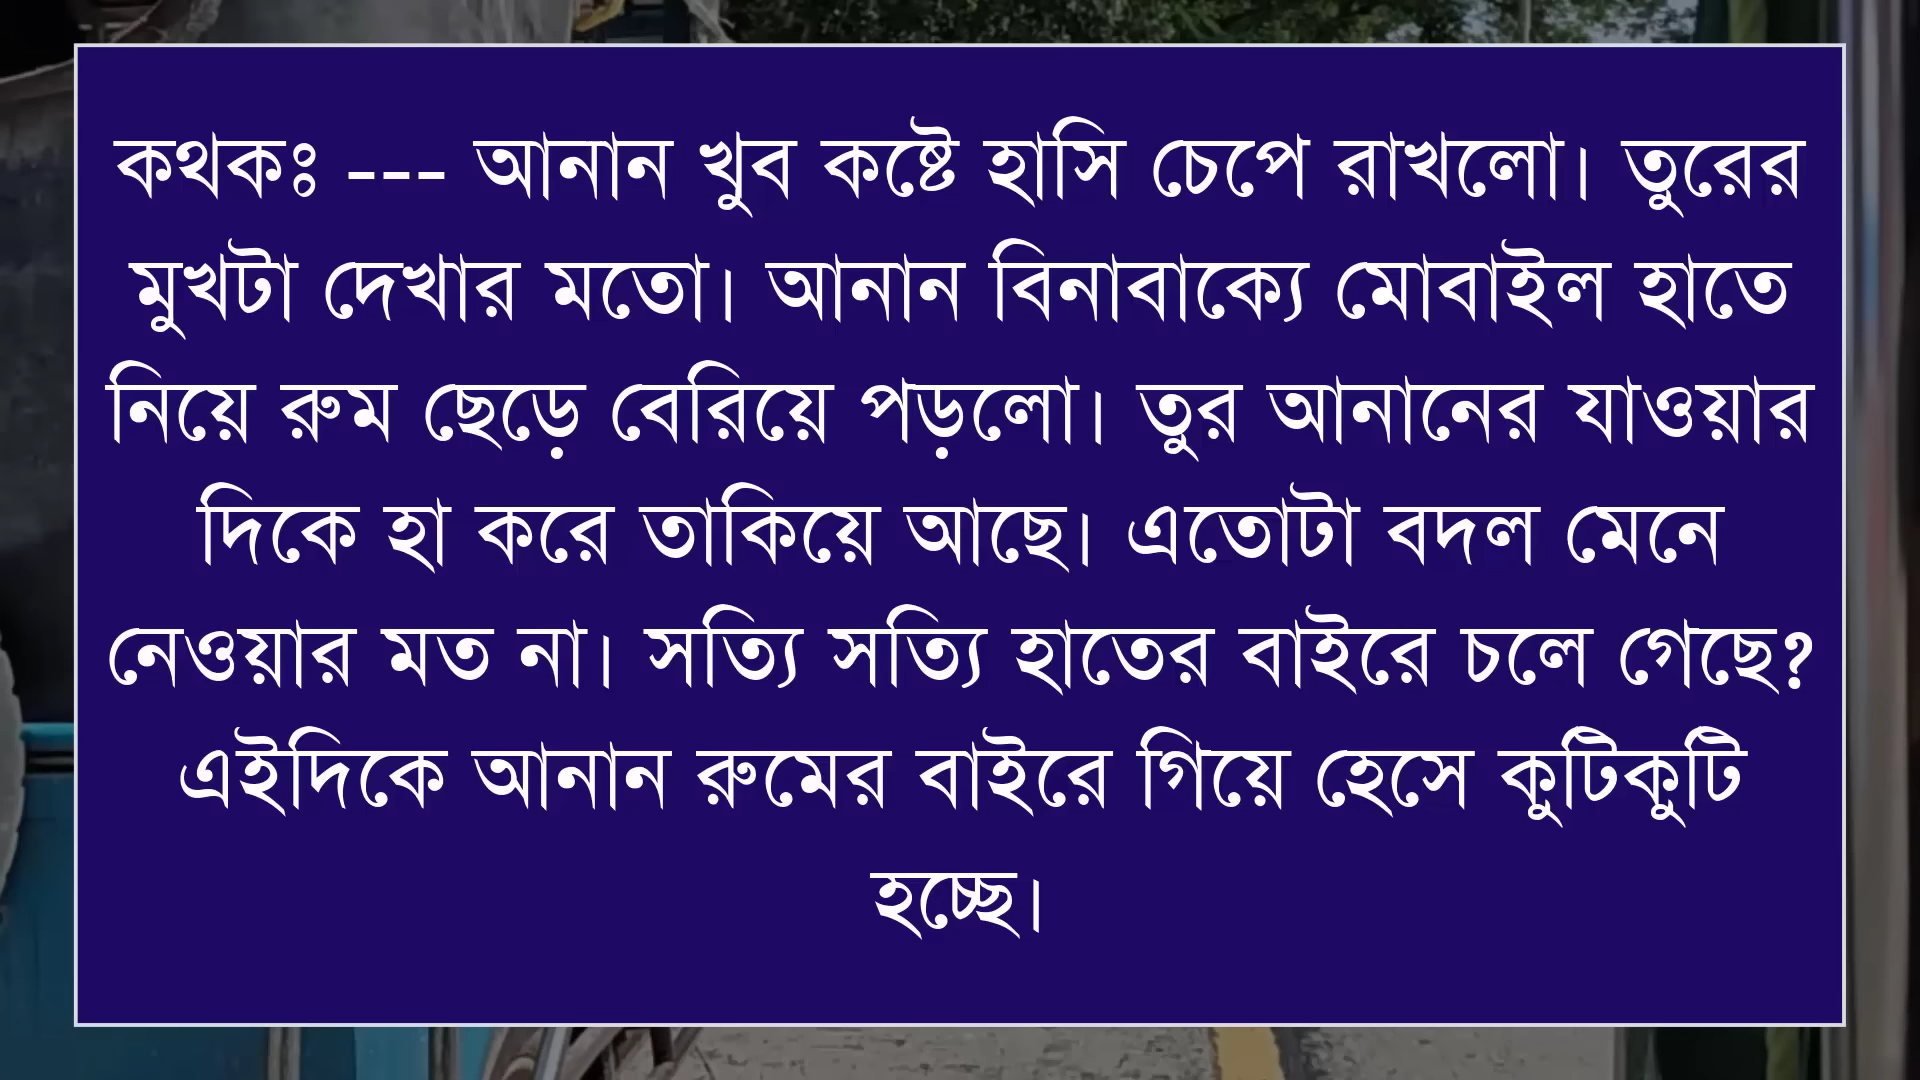 কথকঃ --- আনান খুব কষ্টে হাসি চেপে রাখলো। তুরের
মুখটা দেখার মতো। আনান বিনাবাক্যে মোবাইল হাতে
নিয়ে রুম ছেড়ে বেরিয়ে পড়লো। তুর আনানের যাওয়ার
দিকে হা করে তাকিয়ে আছে। এতোটা বদল মেনে
নেওয়ার মত না। সত্যি সত্যি হাতের বাইরে চলে গেছে?
এইদিকে আনান রুমের বাইরে গিয়ে হেসে কুটিকুটি
হচ্ছে।